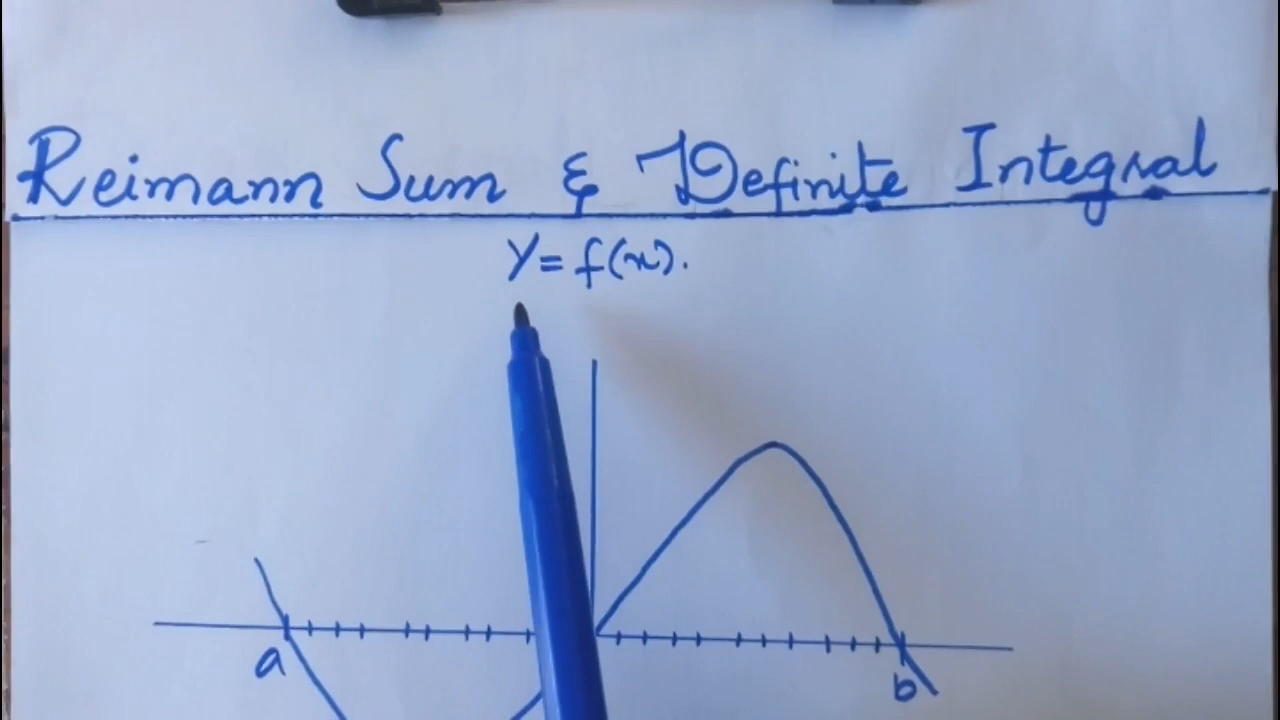 Reimann Sum & Definite Integral
Y = f(x).
a
b